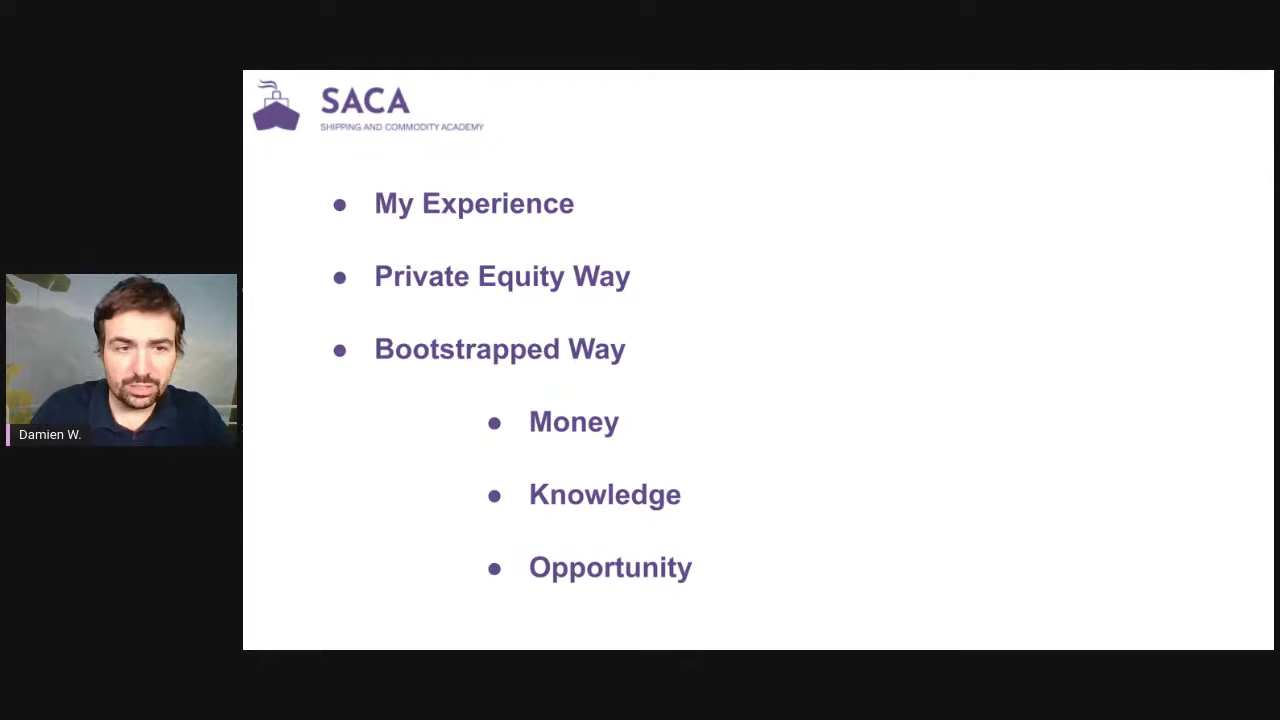 SACA
SHIPPING AND COMMODITY ACADEMY
● My Experience
● Private Equity Way
● Bootstrapped Way
● Money
● Knowledge
● Opportunity
Damien W.